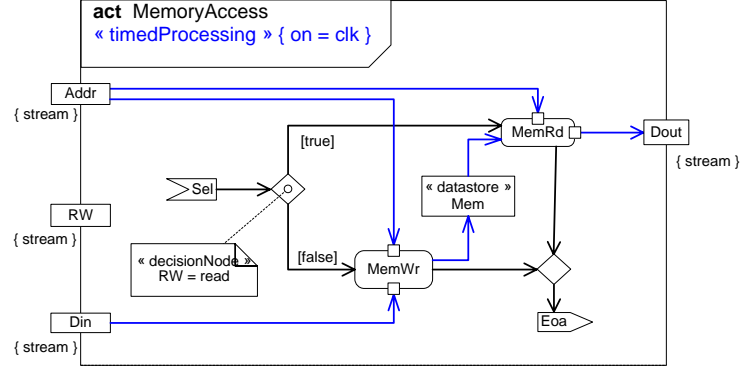 act MemoryAccess
« timedProcessing » { on = clk }
Addr
{ stream }
MemRd
Dout
{ stream }
[true]
Sel
« datastore »
Mem
RW
{ stream }
« decisionNode »
RW = read
[false]
MemWr
Din
{ stream }
Eoa